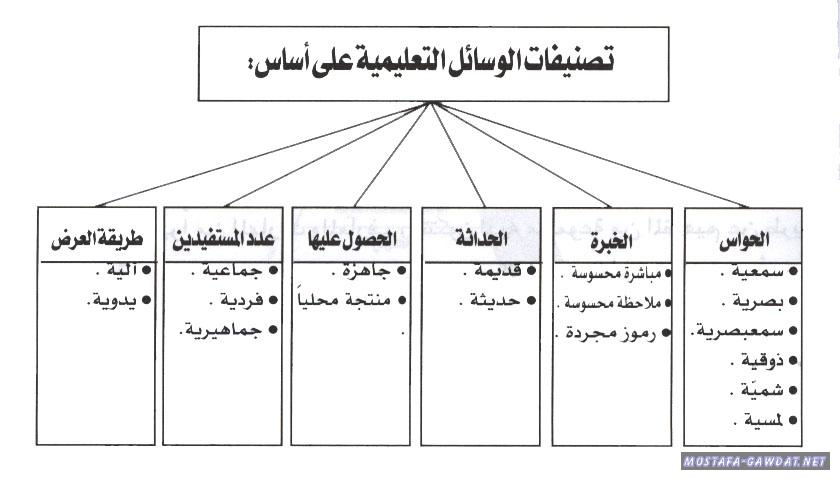 تصنيفات الوسائل التعليمية على أساس:
الحواس
• سمعية .
• بصرية .
• سمعبصرية.
• ذوقية .
• شميّة .
• لمسية .
الخبرة
• مباشرة محسوسة .
• ملاحظة محسوسة .
• رموز مجردة .
الحداثة
• قديمة .
• حديثة .
الحصول عليها
• جاهزة .
• منتجة محلياً
.
عدد المستفيدين
• جماعية .
• فردية .
• جماهيرية .
طريقة العرض
• آلية .
• يدوية.
MOSTAFA-GAWDAT.NET